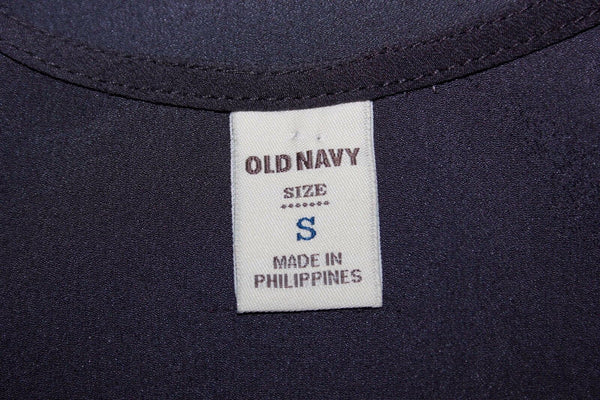 OLD NAVY
SIZE
S
MADE IN
PHILIPPINES